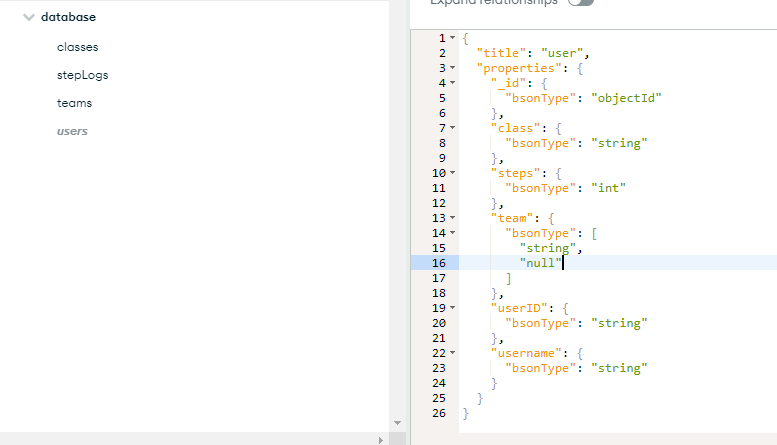 database
classes
stepLogs
teams
users
Expand relationships
1 {
2 "title": "user",
3 "properties": {
4 "_id": {
5 "bsonType": "objectId"
6 },
7 "class": {
8 "bsonType": "string"
9 },
10 "steps": {
11 "bsonType": "int"
12 },
13 "team": {
14 "bsonType": [
15 "string",
16 "null"
17 ]
18 },
19 "userID": {
20 "bsonType": "string"
21 },
22 "username": {
23 "bsonType": "string"
24 }
25 }
26 }